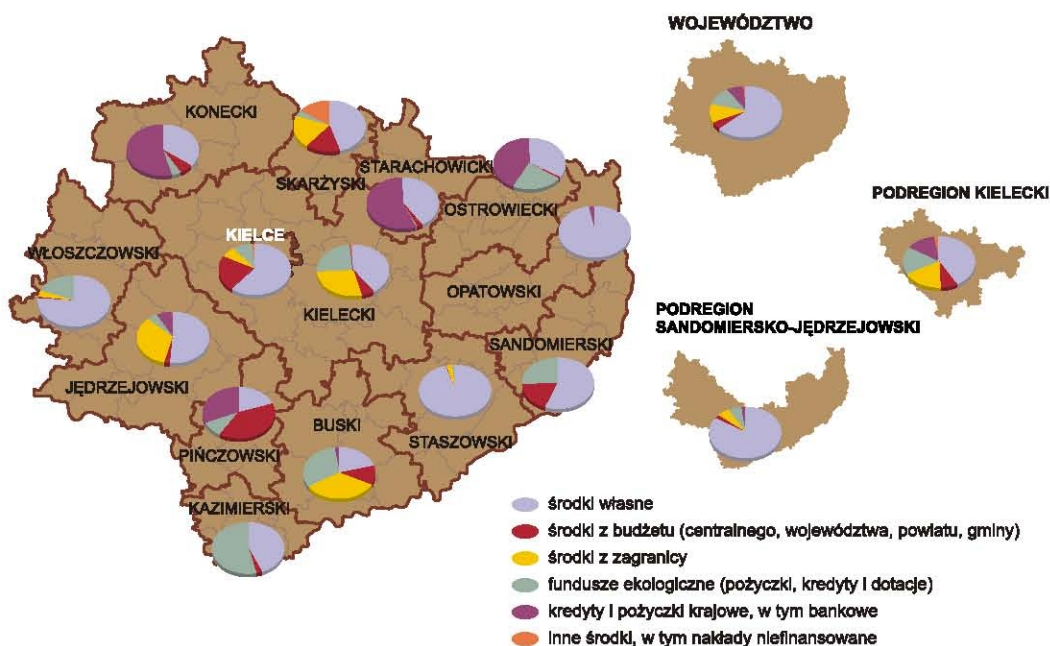 WOJEWÓDZTWO
KONECKI
SKARŻYSKI
STARACHOWICKI
OSTROWIECKI
PODREGION KIELECKI
KIELCE
WŁOSZCZOWSKI
OPATOWSKI
KIELECKI
PODREGION
SANDOMIERSKO-JĘDRZEJOWSKI
SANDOMIERSKI
JĘDRZEJOWSKI
BUSKI
STASZOWSKI
PIŃCZOWSKI
KAZIMIERSKI
środki własne
środki z budżetu (centralnego, województwa, powiatu, gminy)
środki z zagranicy
fundusze ekologiczne (pożyczki, kredyty i dotacje)
kredyty i pożyczki krajowe, w tym bankowe
inne środki, w tym nakłady niefinansowane